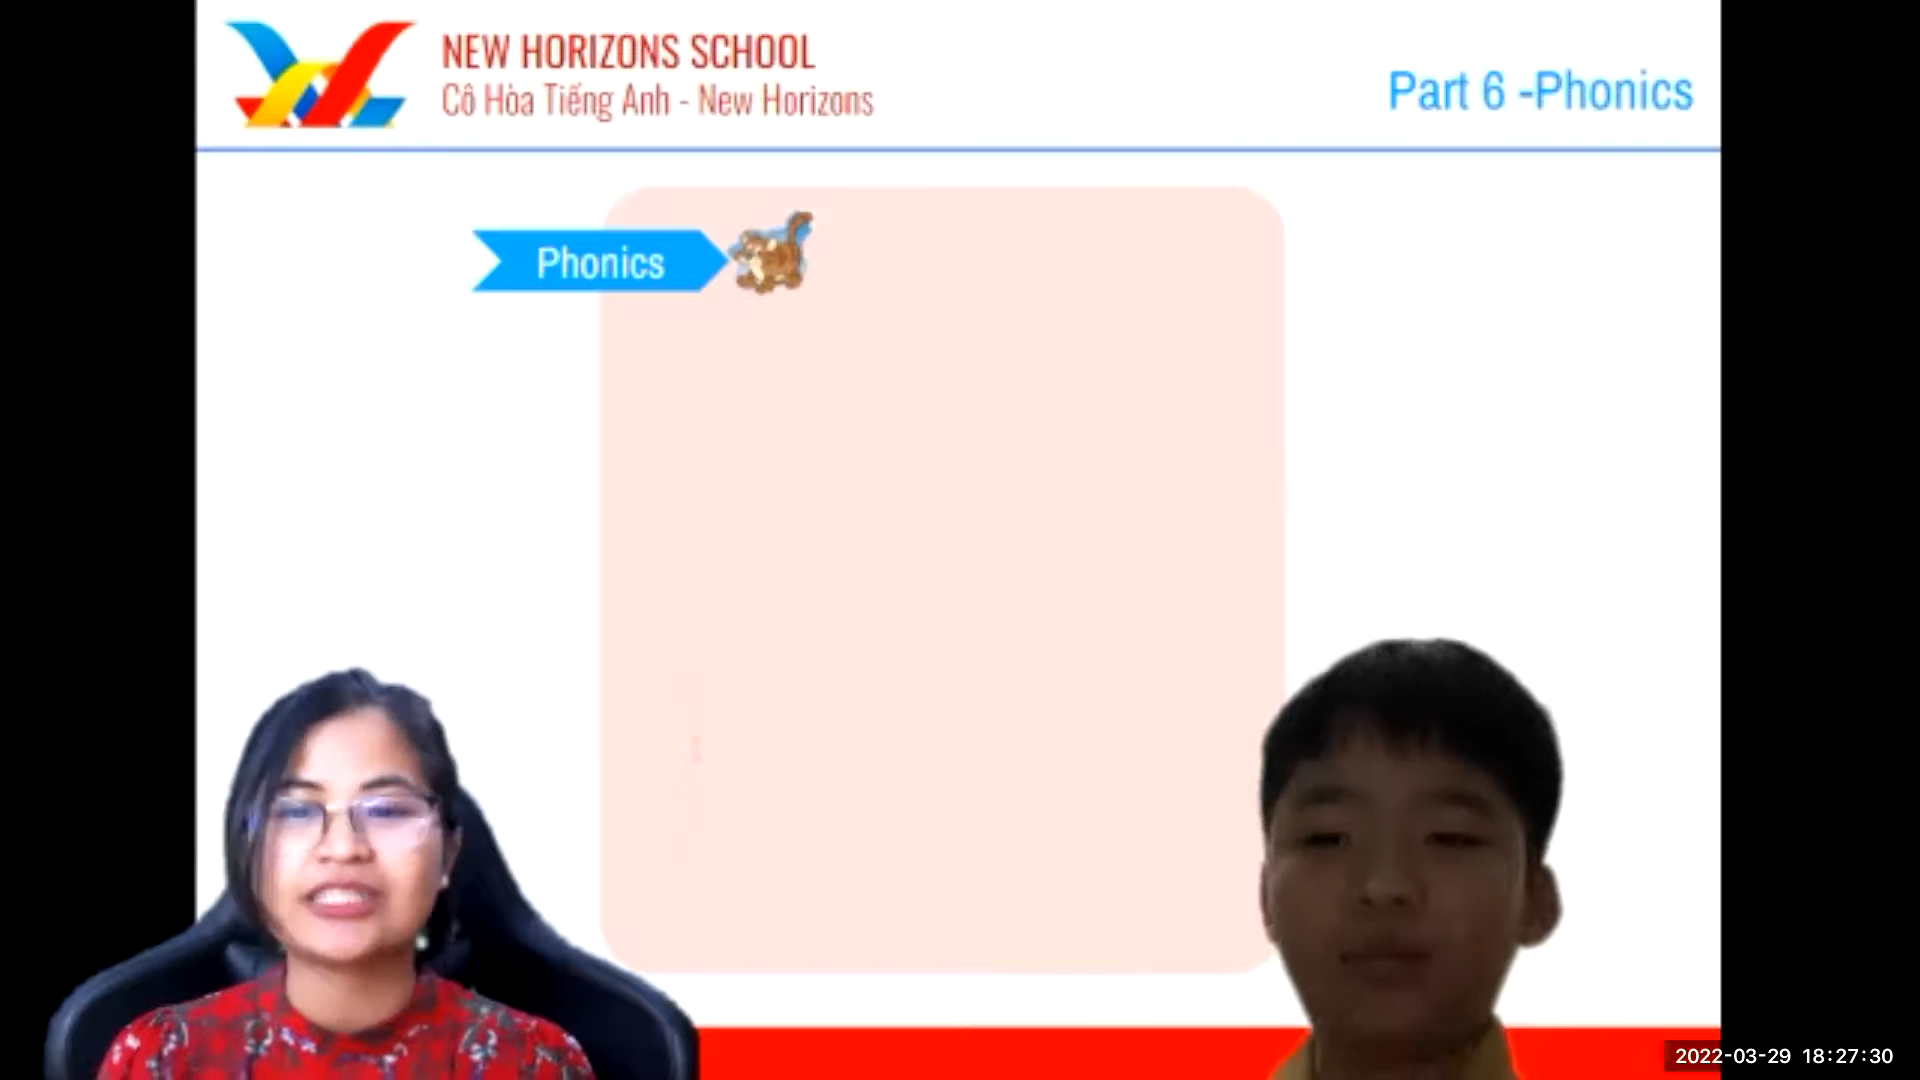 NEW HORIZONS SCHOOL
Cô Hòa Tiếng Anh - New Horizons
Part 6 -Phonics
Phonics
2022-03-29 18:27:30